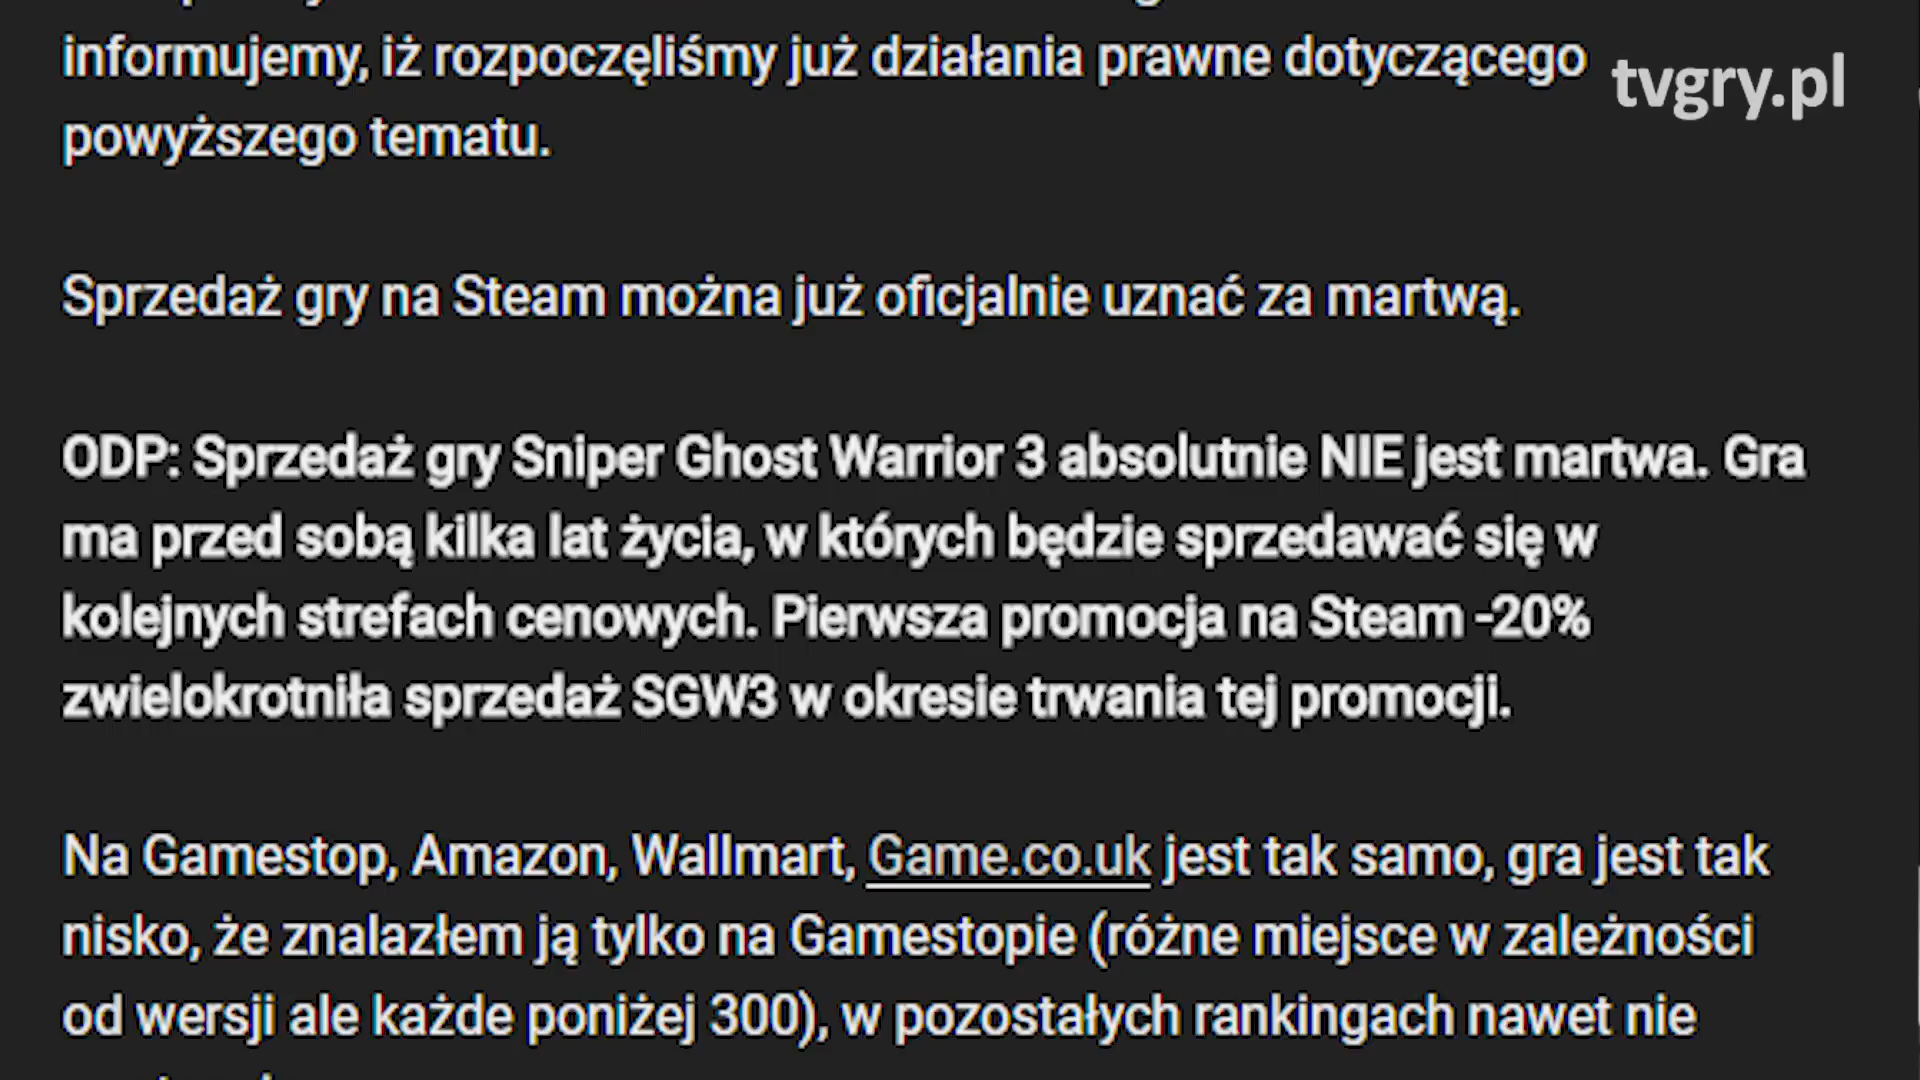 informujemy, iż rozpoczęliśmy już działania prawne dotyczącego
tvgry.pl
powyższego tematu.
Sprzedaż gry na Steam można już oficjalnie uznać za martwą.
ODP: Sprzedaż gry Sniper Ghost Warrior 3 absolutnie NIE jest martwa. Gra
ma przed sobą kilka lat życia, w których będzie sprzedawać się w
kolejnych strefach cenowych. Pierwsza promocja na Steam -20%
zwielokrotniła sprzedaż SGW3 w okresie trwania tej promocji.
Na Gamestop, Amazon, Wallmart, Game.co.uk jest tak samo, gra jest tak
nisko, że znalazłem ją tylko na Gamestopie (różne miejsce w zależności
od wersji ale każde poniżej 300), w pozostałych rankingach nawet nie